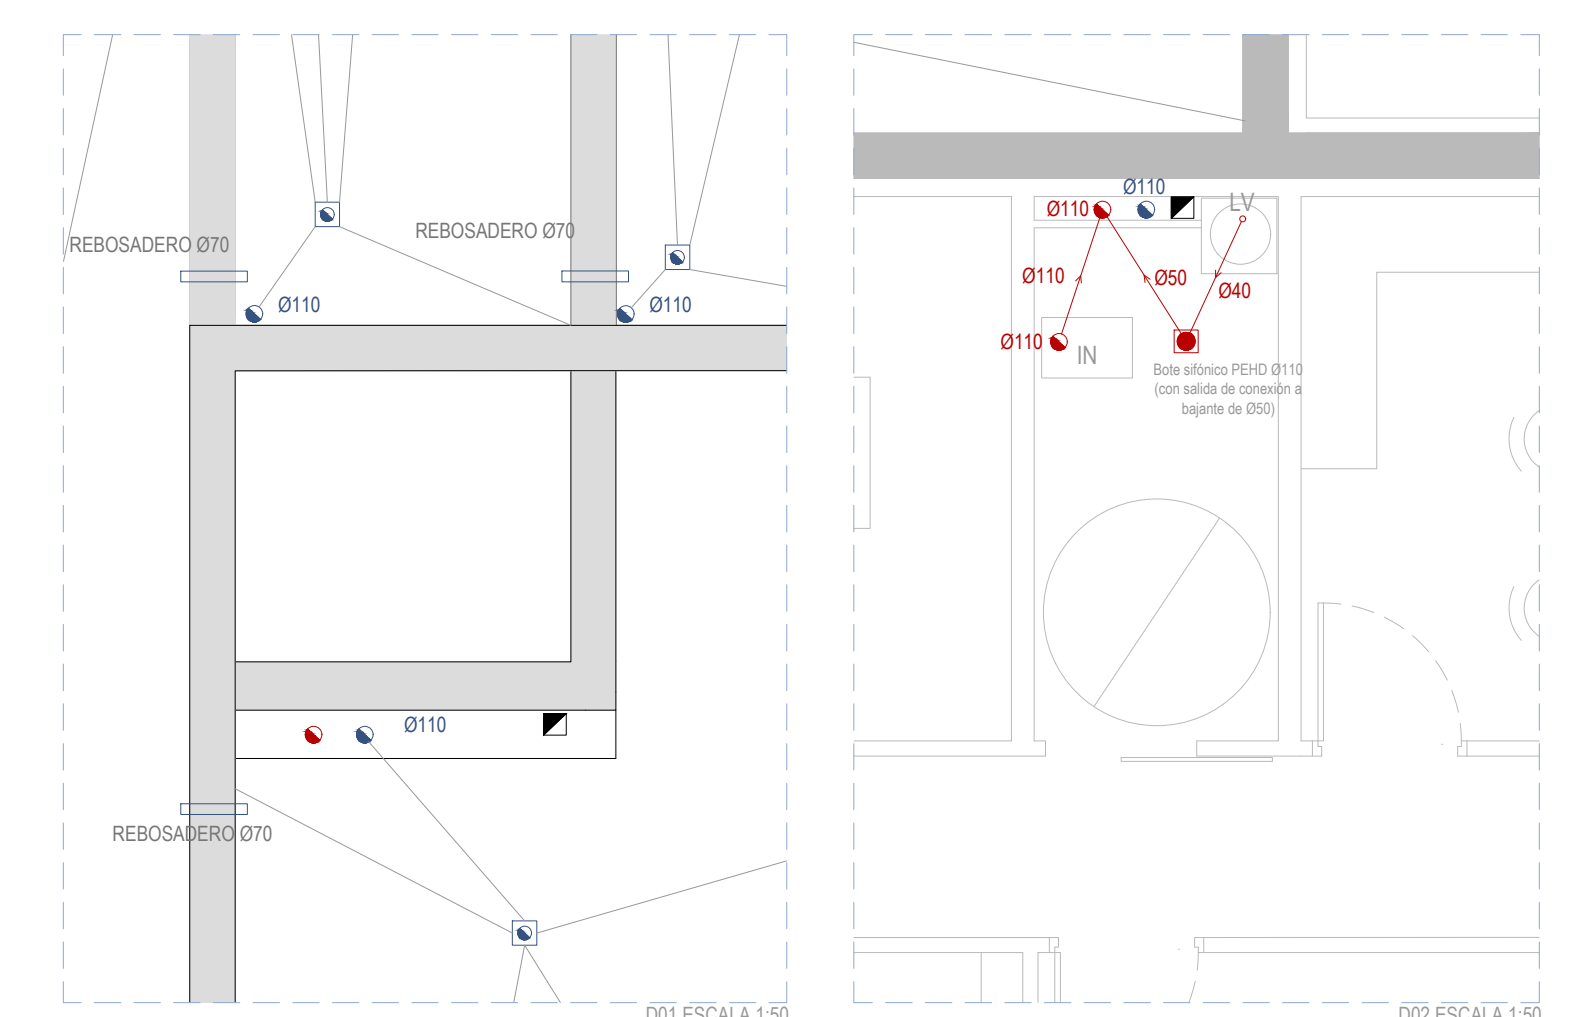 REBOSADERO Ø70
REBOSADERO Ø70
Ø110
Ø110
Ø110
REBOSADERO Ø70
D01 ESCALA 1:50
Ø110
Ø110
LV
Ø110
Ø50
Ø40
Ø110
IN
Bote sifónico PEHD Ø110
(con salida de conexión a
bajante de Ø50)
D02 ESCALA 1:50